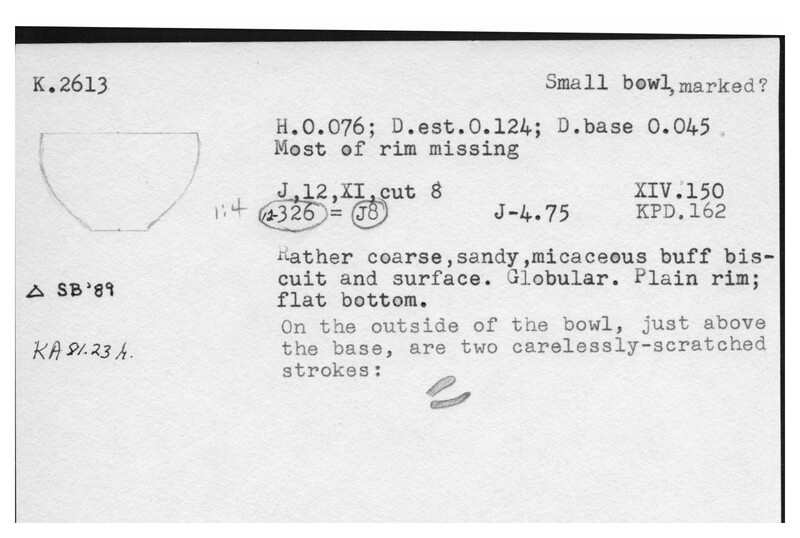 K.2613
Small bowl, marked?
H.0.076; D.est.0.124; D.base 0.045.
Most of rim missing
J,12,XI,cut 8 XIV.150
1:4 12-326 = J8 J-4.75 KPD.162
Rather coarse,sandy,micaceous buff bis-
cuit and surface. Globular. Plain rim;
flat bottom.
△ SB'89
On the outside of the bowl, just above
the base, are two carelessly-scratched
strokes:
KA 81.23 h.